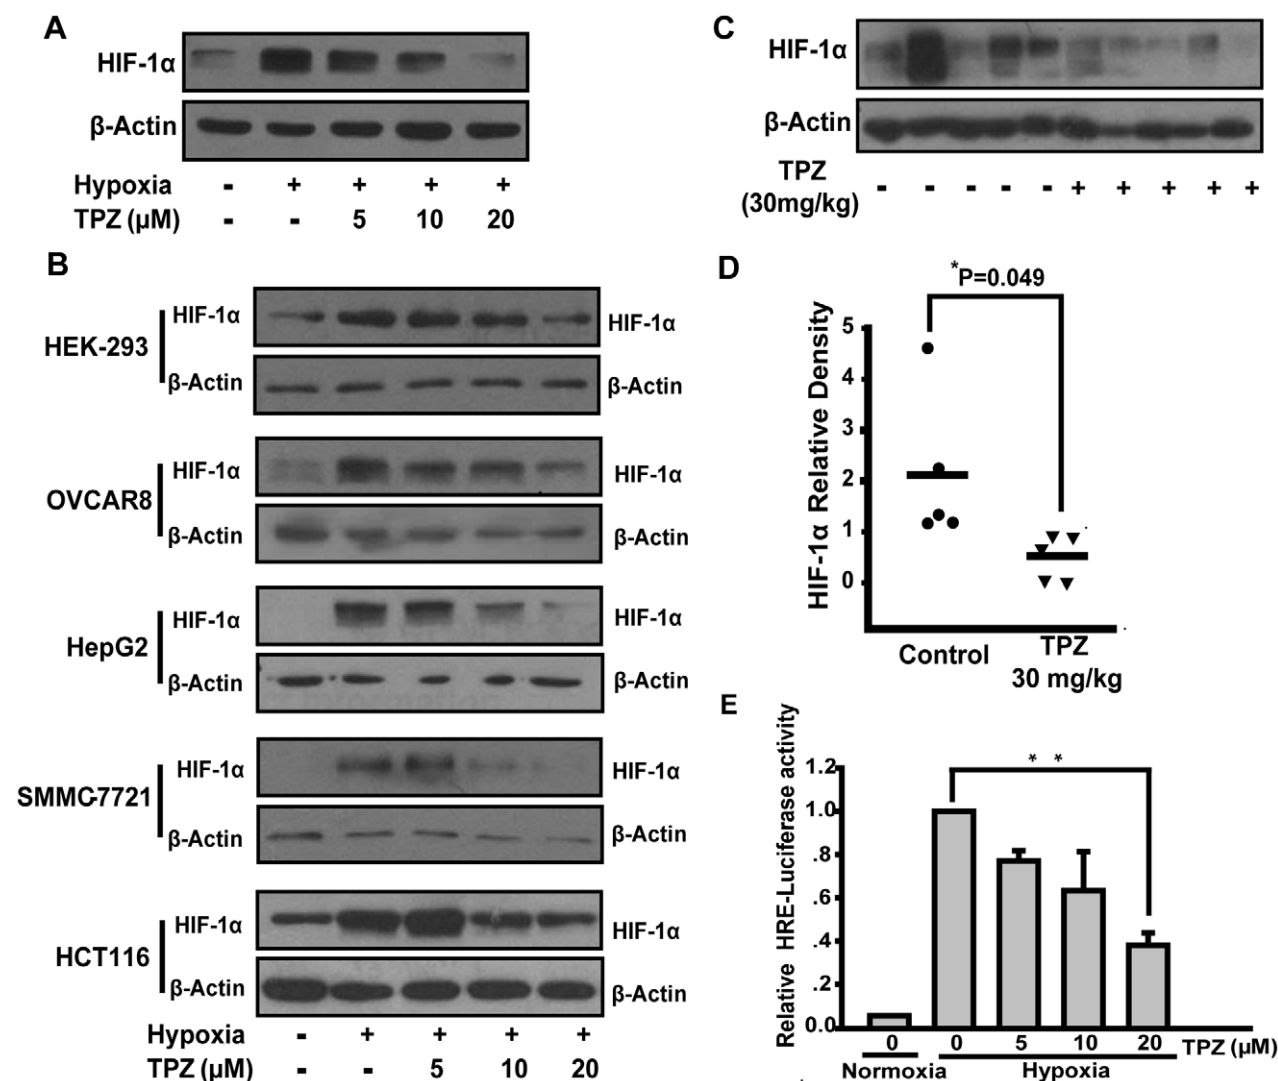 A
HIF-1α
β-Actin
Hypoxia - + + + +
TPZ (μM) - - 5 10 20
B
HEK-293
HIF-1α HIF-1α
β-Actin β-Actin
OVCAR8
HIF-1α HIF-1α
β-Actin β-Actin
HepG2
HIF-1α HIF-1α
β-Actin β-Actin
SMMC-7721
HIF-1α HIF-1α
β-Actin β-Actin
HCT116
HIF-1α HIF-1α
β-Actin β-Actin
Hypoxia - + + + +
TPZ (μM) - - 5 10 20
C
HIF-1α
β-Actin
TPZ
(30mg/kg) - - - - - + + + + +
D
*P=0.049
HIF-1α Relative Density
5
4
3
2
1
0
Control TPZ
30 mg/kg
E
Relative HRE-Luciferase activity
* *
1.2
1.0
.8
.6
.4
.2
0.0
0 0 5 10 20 TPZ (μM)
Normoxia Hypoxia